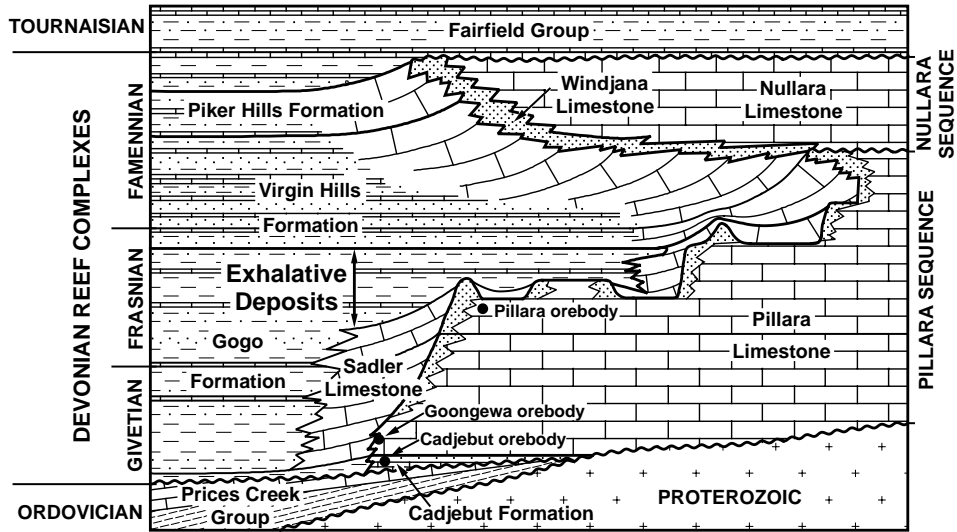 TOURNAISIAN
Fairfield Group
DEVONIAN REEF COMPLEXES
FAMENNIAN
Piker Hills Formation
Windjana
Limestone
Nullara
Limestone
NULLARA
SEQUENCE
Virgin Hills
Formation
FRASNIAN
Exhalative
Deposits
Pillara orebody
Pillara
Limestone
PILLARA SEQUENCE
Gogo
Formation
Sadler
Limestone
GIVETIAN
Goongewa orebody
Cadjebut orebody
ORDOVICIAN
Prices Creek
Group
Cadjebut Formation
PROTEROZOIC